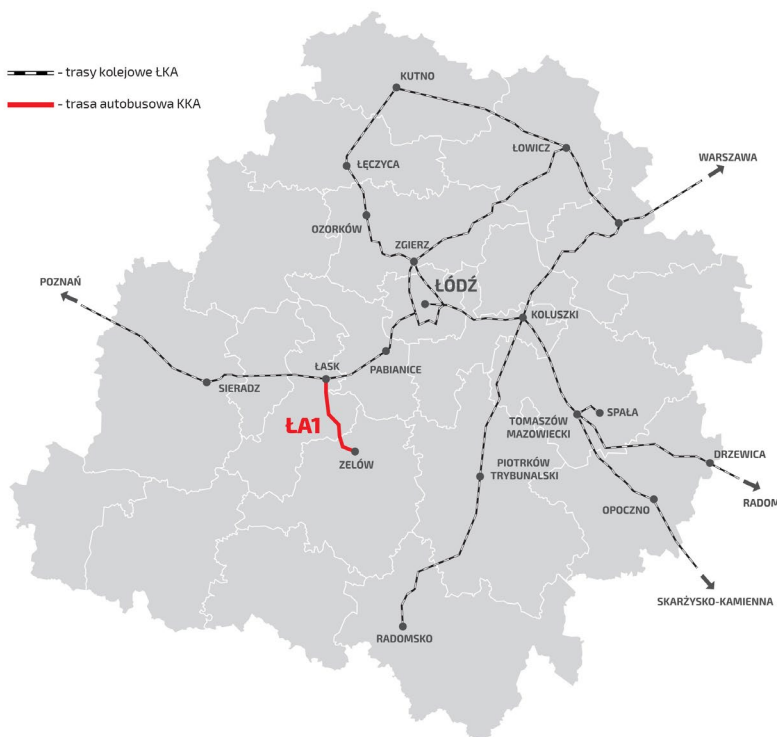 - trasy kolejowe ŁKA
- trasa autobusowa KKA
KUTNO
ŁOWICZ
WARSZAWA
ŁĘCZYCA
OZORKÓW
ZGIERZ
POZNAŃ
ŁÓDŹ
KOLUSZKI
ŁASK
PABIANICE
SIERADZ
ŁA1
ZELÓW
TOMASZÓW
MAZOWIECKI
SPAŁA
DRZEWICA
PIOTRKÓW
TRYBUNALSKI
OPOCZNO
RADOM
SKARŻYSKO-KAMIENNA
RADOMSKO